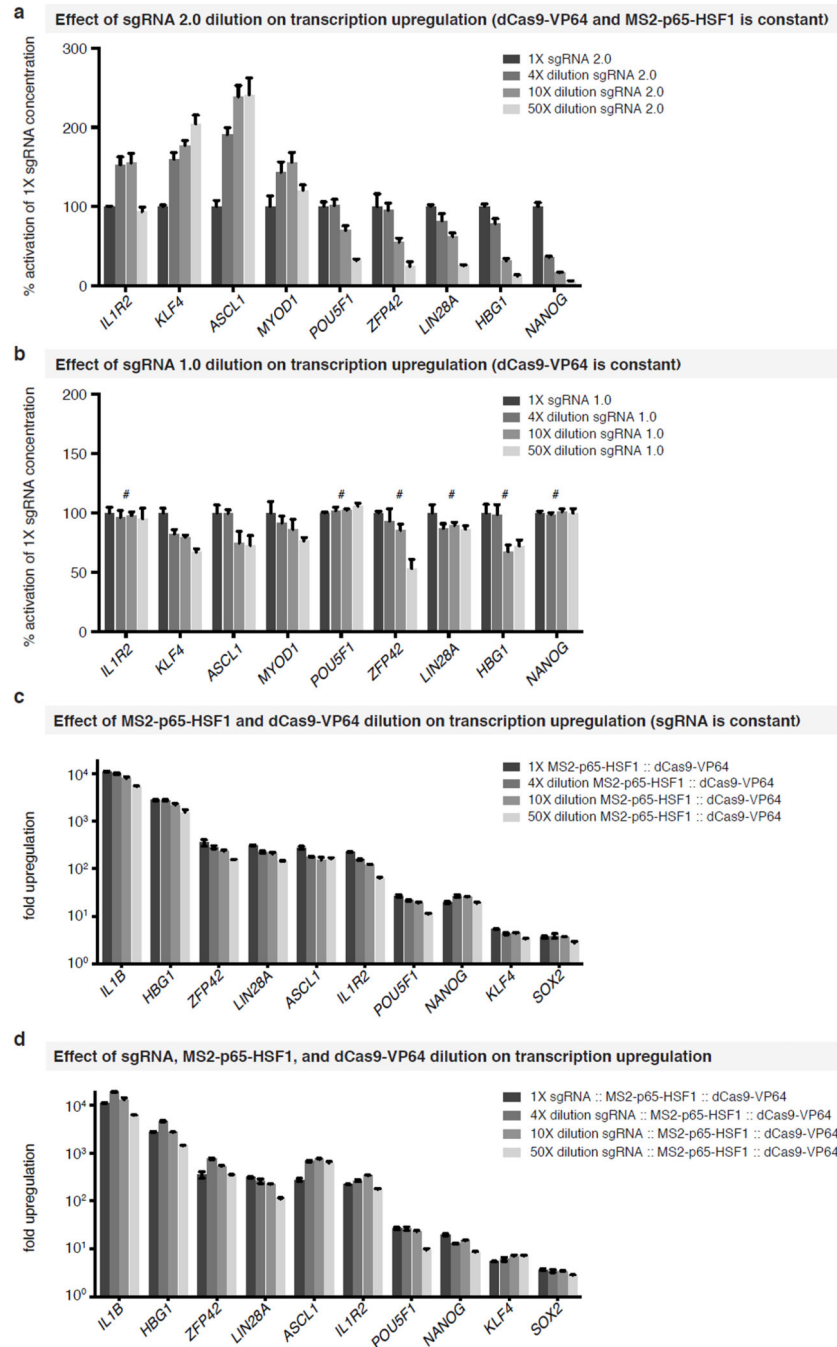 a
Effect of sgRNA 2.0 dilution on transcription upregulation (dCas9-VP64 and MS2-p65-HSF1 is constant)
% activation of 1X sgRNA concentration
300
200
100
0
1X sgRNA 2.0
4X dilution sgRNA 2.0
10X dilution sgRNA 2.0
50X dilution sgRNA 2.0
IL1R2 KLF4 ASCL1 MYOD1 POU5F1 ZFP42 LIN28A HBG1 NANOG
b
Effect of sgRNA 1.0 dilution on transcription upregulation (dCas9-VP64 is constant)
% activation of 1X sgRNA concentration
200
150
100
50
0
1X sgRNA 1.0
4X dilution sgRNA 1.0
10X dilution sgRNA 1.0
50X dilution sgRNA 1.0
# # # # # #
IL1R2 KLF4 ASCL1 MYOD1 POU5F1 ZFP42 LIN28A HBG1 NANOG
c
Effect of MS2-p65-HSF1 and dCas9-VP64 dilution on transcription upregulation (sgRNA is constant)
fold upregulation
10⁴
10³
10²
10¹
10⁰
1X MS2-p65-HSF1 :: dCas9-VP64
4X dilution MS2-p65-HSF1 :: dCas9-VP64
10X dilution MS2-p65-HSF1 :: dCas9-VP64
50X dilution MS2-p65-HSF1 :: dCas9-VP64
IL1B HBG1 ZFP42 LIN28A ASCL1 IL1R2 POU5F1 NANOG KLF4 SOX2
d
Effect of sgRNA, MS2-p65-HSF1, and dCas9-VP64 dilution on transcription upregulation
fold upregulation
10⁴
10³
10²
10¹
10⁰
1X sgRNA :: MS2-p65-HSF1 :: dCas9-VP64
4X dilution sgRNA :: MS2-p65-HSF1 :: dCas9-VP64
10X dilution sgRNA :: MS2-p65-HSF1 :: dCas9-VP64
50X dilution sgRNA :: MS2-p65-HSF1 :: dCas9-VP64
IL1B HBG1 ZFP42 LIN28A ASCL1 IL1R2 POU5F1 NANOG KLF4 SOX2